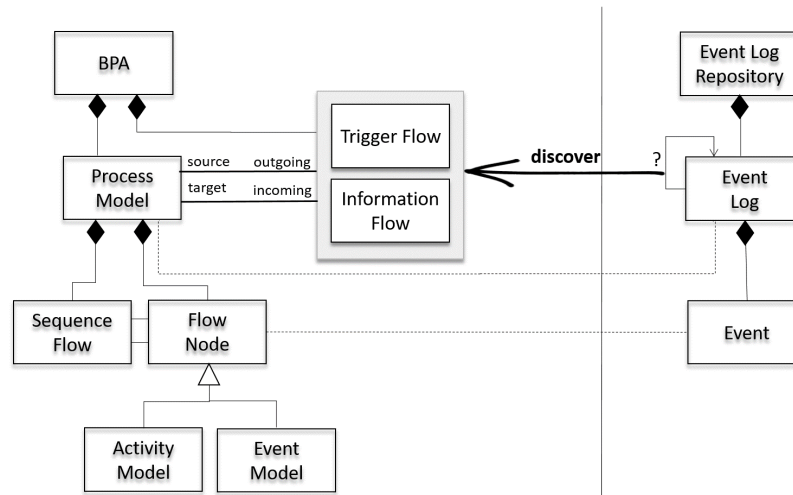 BPA
Event Log
Repository
Trigger Flow
discover
?
source outgoing
Process
Model
target incoming
Information
Flow
Event
Log
Sequence
Flow
Flow
Node
Event
Activity
Model
Event
Model